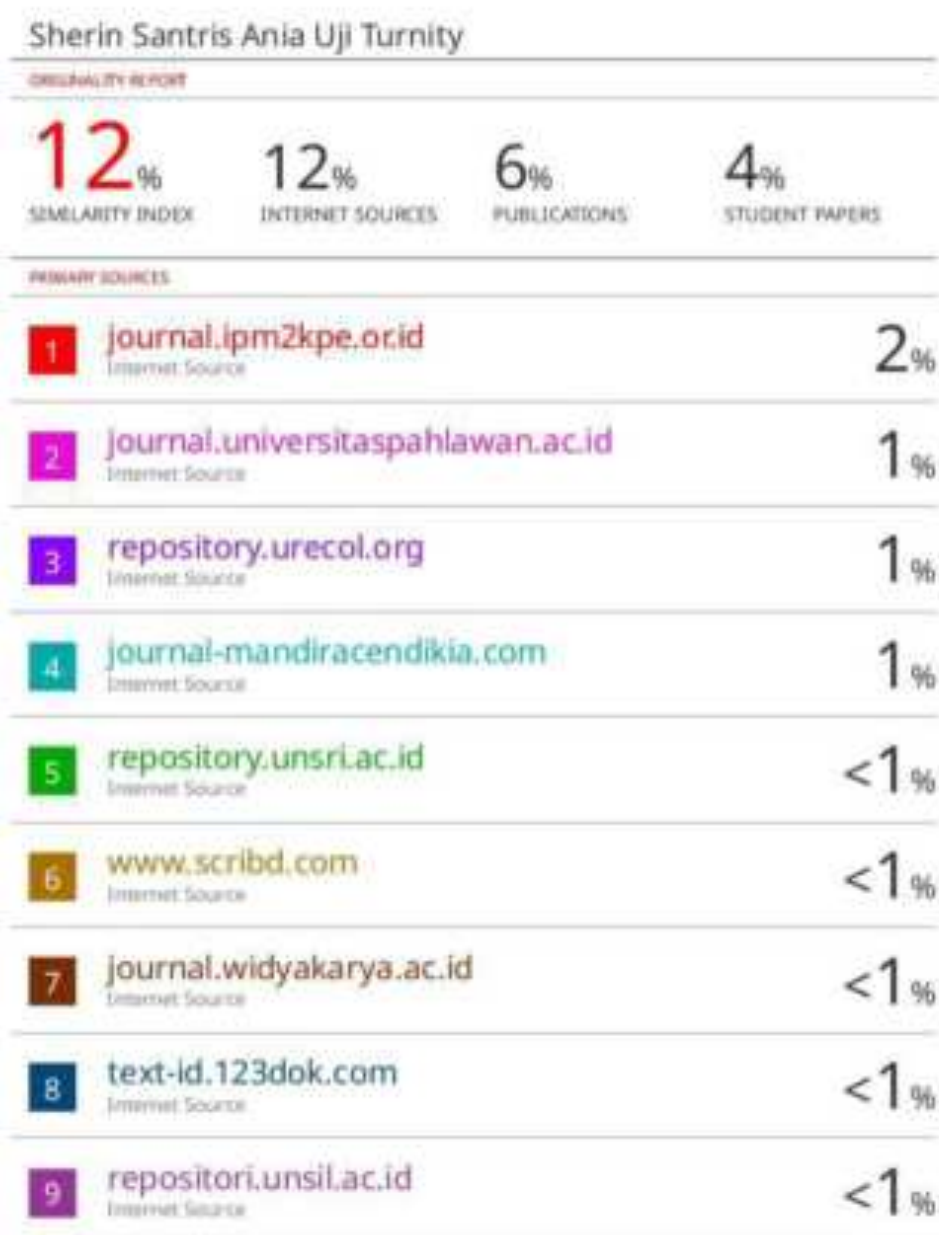 Sherin Santris Ania Uji Turnity
ORIGINALITY REPORT
12% 12% 6% 4%
SIMILARITY INDEX INTERNET SOURCES PUBLICATIONS STUDENT PAPERS
PRIMARY SOURCES
1 journal.ipm2kpe.or.id 2%
Internet Source
2 journal.universitaspahlawan.ac.id 1%
Internet Source
3 repository.urecol.org 1%
Internet Source
4 journal-mandiracendikia.com 1%
Internet Source
5 repository.unsri.ac.id <1%
Internet Source
6 www.scribd.com <1%
Internet Source
7 journal.widyakarya.ac.id <1%
Internet Source
8 text-id.123dok.com <1%
Internet Source
9 repositori.unsil.ac.id <1%
Internet Source